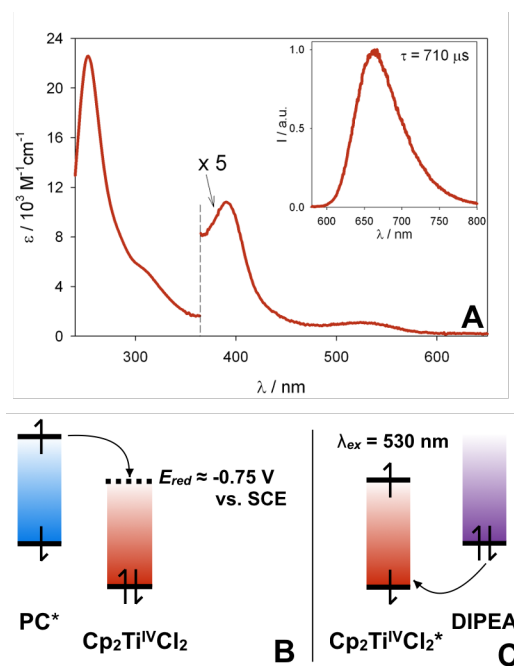 24
20
16
12
8
4
0
ε / 10³ M⁻¹cm⁻¹
x 5
300
400
500
600
λ / nm
A
1.0
0.5
0.0
I / a.u.
τ = 710 μs
600
650
700
750
800
λ / nm
PC*
E_red ≈ -0.75 V
vs. SCE
Cp₂Ti^IVCl₂
B
λ_ex = 530 nm
Cp₂Ti^IVCl₂*
DIPEA
C